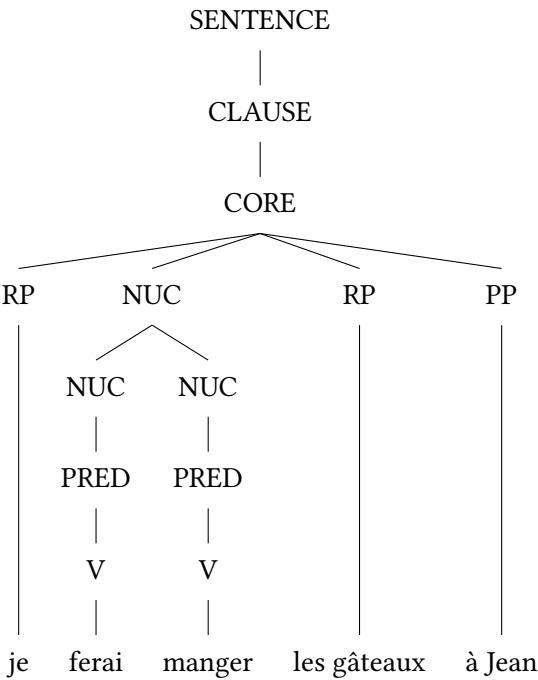 SENTENCE
CLAUSE
CORE
RP NUC RP PP
NUC NUC
PRED PRED
V V
je ferai manger les gâteaux à Jean